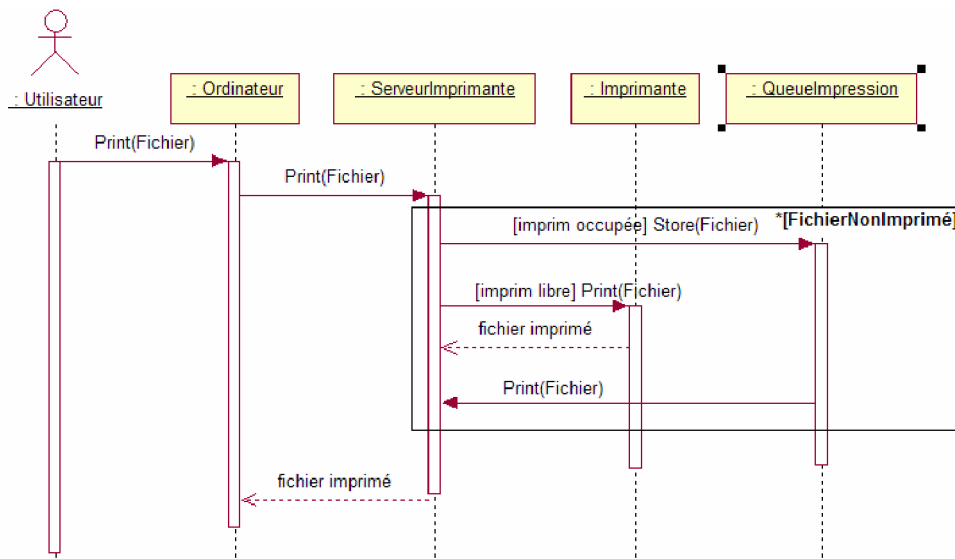 : Utilisateur
: Ordinateur
: ServeurImprimante
: Imprimante
: QueueImpression
Print(Fichier)
Print(Fichier)
*[FichierNonImprimé]
[imprim occupée] Store(Fichier)
[imprim libre] Print(Fichier)
fichier imprimé
Print(Fichier)
fichier imprimé